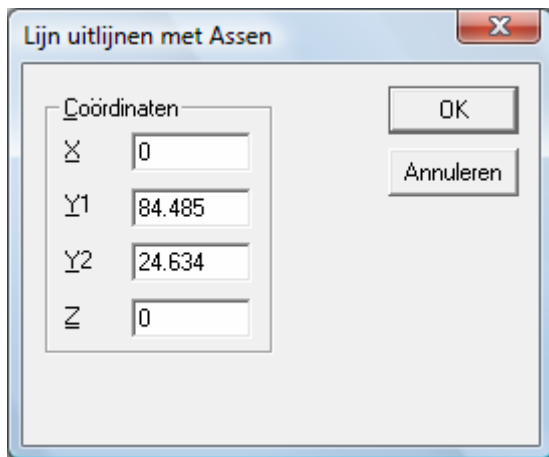 Lijn uitlijnen met Assen
Coördinaten
X 0
Y1 84.485
Y2 24.634
Z 0
OK
Annuleren